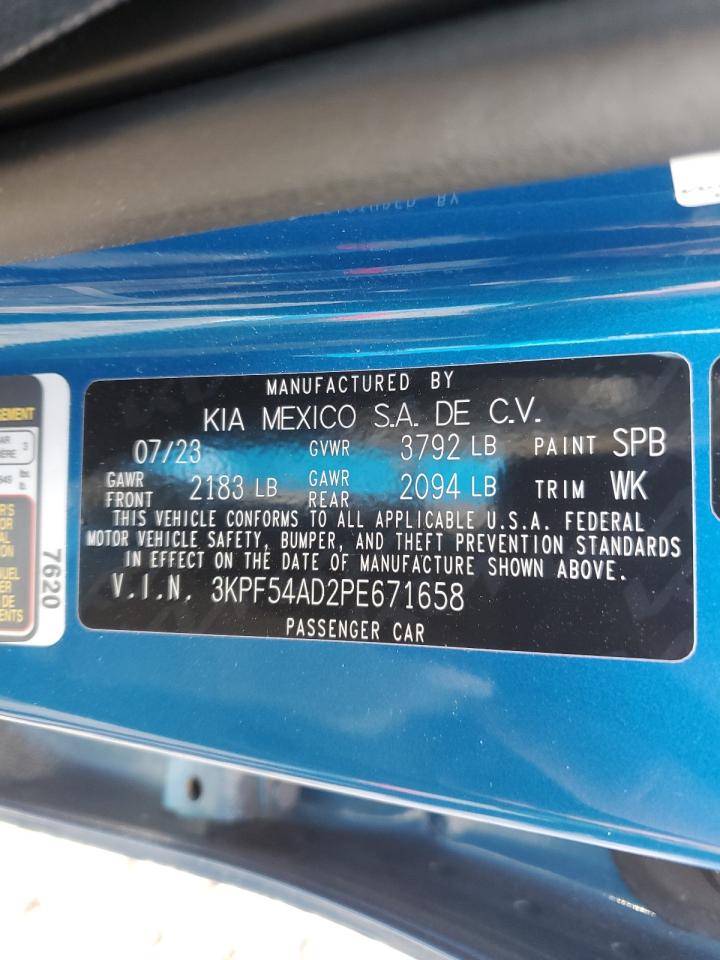 MANUFACTURED BY
KIA MEXICO S.A. DE C.V.
07/23 GVWR 3792 LB PAINT SPB
GAWR FRONT 2183 LB GAWR REAR 2094 LB TRIM WK
THIS VEHICLE CONFORMS TO ALL APPLICABLE U.S.A. FEDERAL
MOTOR VEHICLE SAFETY, BUMPER, AND THEFT PREVENTION STANDARDS
IN EFFECT ON THE DATE OF MANUFACTURE SHOWN ABOVE.
V.I.N. 3KPF54AD2PE671658
PASSENGER CAR
7620